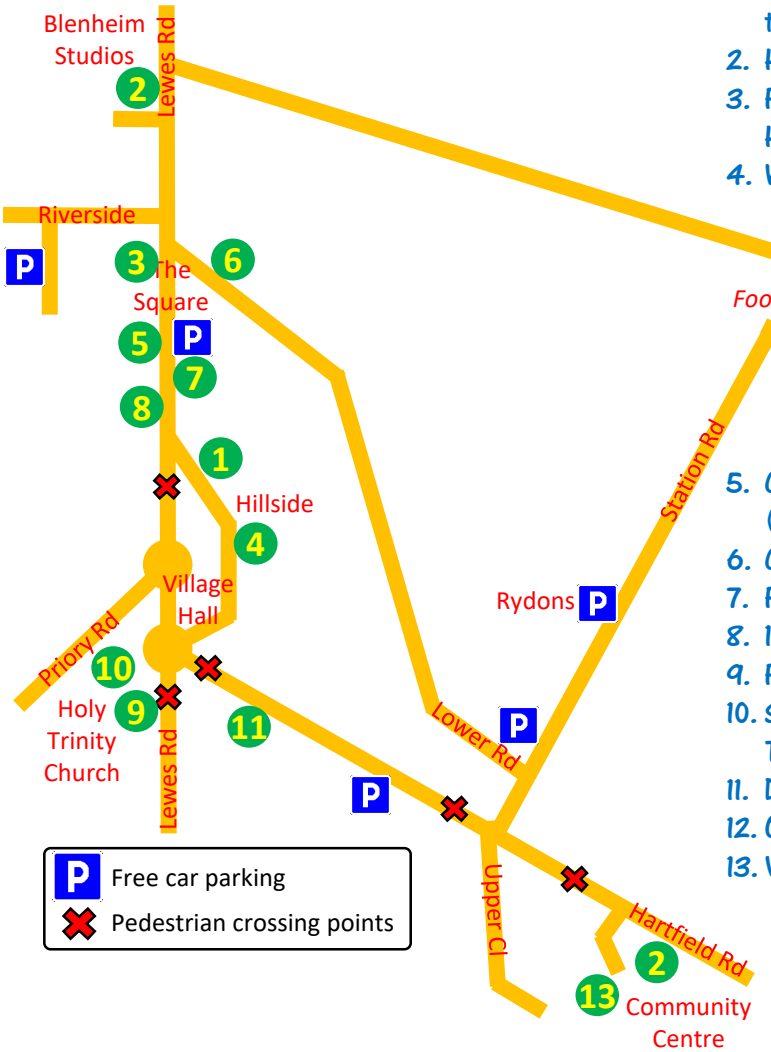 Blenheim
Studios
Lewes Rd
2
Riverside
P
3
6
The
Square
5
P
7
8
1
Hillside
4
Village
Hall
Priory Rd
10
9
Holy
Trinity
Church
Lewes Rd
11
P
Station Rd
Rydons
P
P
Lower Rd
Upper Cl
Hartfield Rd
2
13
Community
Centre
P Free car parking
Pedestrian crossing points
2.
3.
4.
5.
(
6.
7.
8.
9.
10.
11.
12.
13.